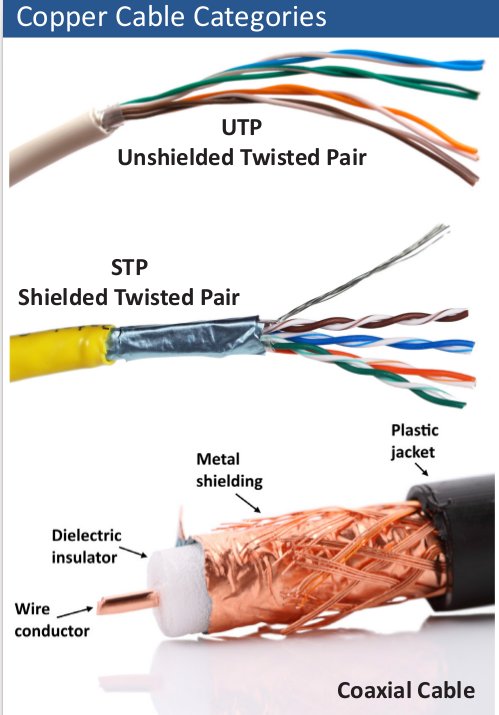 Copper Cable Categories
UTP
Unshielded Twisted Pair
STP
Shielded Twisted Pair
Plastic
jacket
Metal
shielding
Dielectric
insulator
Wire
conductor
Coaxial Cable